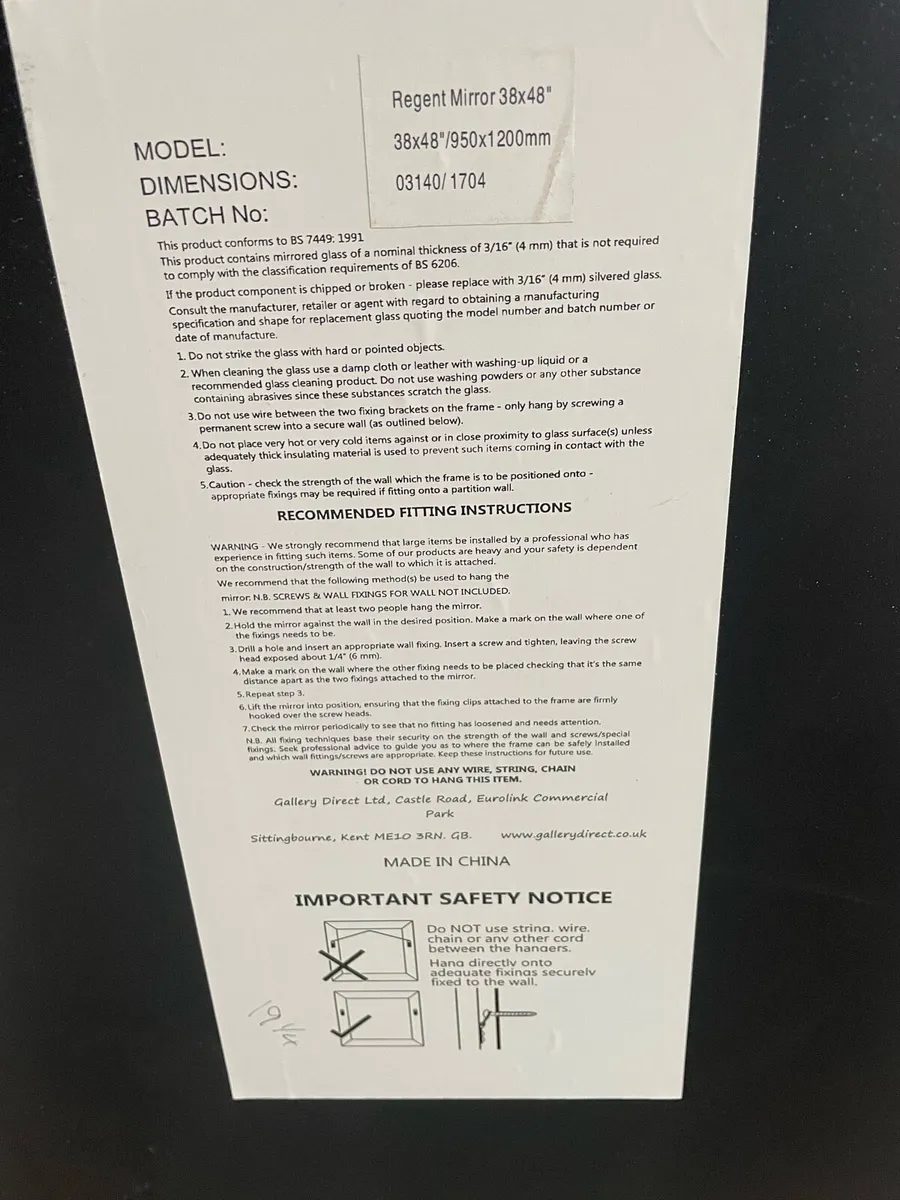 Regent Mirror 38x48"
38x48"/950x1200mm
03140/ 1704
MODEL:
DIMENSIONS:
BATCH No:
This product conforms to BS 7449: 1991
This product contains mirrored glass of a nominal thickness of 3/16" (4 mm) that is not required
to comply with the classification requirements of BS 6206.
If the product component is chipped or broken - please replace with 3/16" (4 mm) silvered glass.
Consult the manufacturer, retailer or agent with regard to obtaining a manufacturing
specification and shape for replacement glass quoting the model number and batch number or
date of manufacture.
1. Do not strike the glass with hard or pointed objects.
2. When cleaning the glass use a damp cloth or leather with washing-up liquid or a
recommended glass cleaning product. Do not use washing powders or any other substance
containing abrasives since these substances scratch the glass.
3.Do not use wire between the two fixing brackets on the frame - only hang by screwing a
permanent screw into a secure wall (as outlined below).
4.Do not place very hot or very cold items against or in close proximity to glass surface(s) unless
adequately thick insulating material is used to prevent such items coming in contact with the
glass.
5.Caution - check the strength of the wall which the frame is to be positioned onto -
appropriate fixings may be required if fitting onto a partition wall.
RECOMMENDED FITTING INSTRUCTIONS
WARNING - We strongly recommend that large items be installed by a professional who has
experience in fitting such items. Some of our products are heavy and your safety is dependent
on the construction/strength of the wall to which it is attached.
We recommend that the following method(s) be used to hang the
mirror: N.B. SCREWS & WALL FIXINGS FOR WALL NOT INCLUDED.
1. We recommend that at least two people hang the mirror.
2.Hold the mirror against the wall in the desired position. Make a mark on the wall where one of
the fixings needs to be.
3.Drill a hole and insert an appropriate wall fixing. Insert a screw and tighten, leaving the screw
head exposed about 1/4" (6 mm).
4.Make a mark on the wall where the other fixing needs to be placed checking that it's the same
distance apart as the two fixings attached to the mirror.
5.Repeat step 3.
6.Lift the mirror into position, ensuring that the fixing clips attached to the frame are firmly
hooked over the screw heads.
7.Check the mirror periodically to see that no fitting has loosened and needs attention.
N.B. All fixing techniques base their security on the strength of the wall and screws/special
fixings. Seek professional advice to guide you as to where the frame can be safely installed
and which wall fittings/screws are appropriate. Keep these instructions for future use.
WARNING! DO NOT USE ANY WIRE, STRING, CHAIN
OR CORD TO HANG THIS ITEM.
Gallery Direct Ltd, Castle Road, Eurolink Commercial
Park
Sittingbourne, Kent ME10 3RN. GB. www.gallerydirect.co.uk
MADE IN CHINA
IMPORTANT SAFETY NOTICE
Do NOT use string, wire,
chain or any other cord
between the hangers.
Hang directly onto
adequate fixings securely
fixed to the wall.